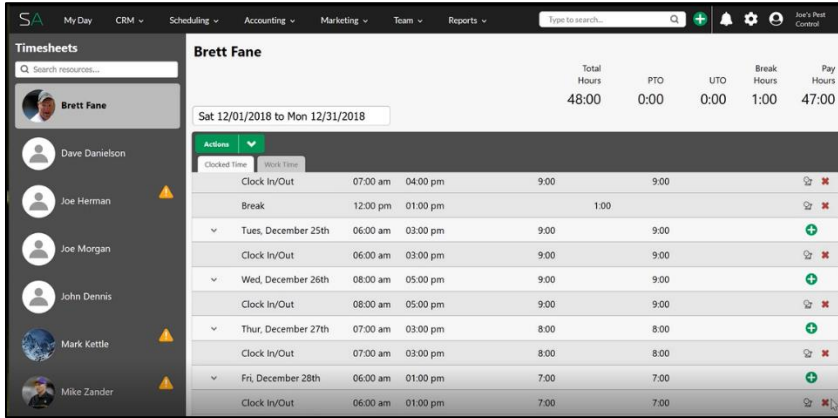 SA My Day CRM Scheduling Accounting Marketing Team Reports Type to search... Joe's Pest Control
Timesheets
Search resources...
Brett Fane
Dave Danielson
Joe Herman
Joe Morgan
John Dennis
Mark Kettle
Mike Zander
Brett Fane
Total Hours PTO UTO Break Hours Pay Hours
48:00 0:00 0:00 1:00 47:00
Sat 12/01/2018 to Mon 12/31/2018
Actions
Clocked Time Work Time
Clock In/Out 07:00 am 04:00 pm 9:00 9:00
Break 12:00 pm 01:00 pm 1:00
Tues, December 25th 06:00 am 03:00 pm 9:00 9:00
Clock In/Out 06:00 am 03:00 pm 9:00 9:00
Wed, December 26th 08:00 am 05:00 pm 9:00 9:00
Clock In/Out 08:00 am 05:00 pm 9:00 9:00
Thur, December 27th 07:00 am 03:00 pm 8:00 8:00
Clock In/Out 07:00 am 03:00 pm 8:00 8:00
Fri, December 28th 06:00 am 01:00 pm 7:00 7:00
Clock In/Out 06:00 am 01:00 pm 7:00 7:00